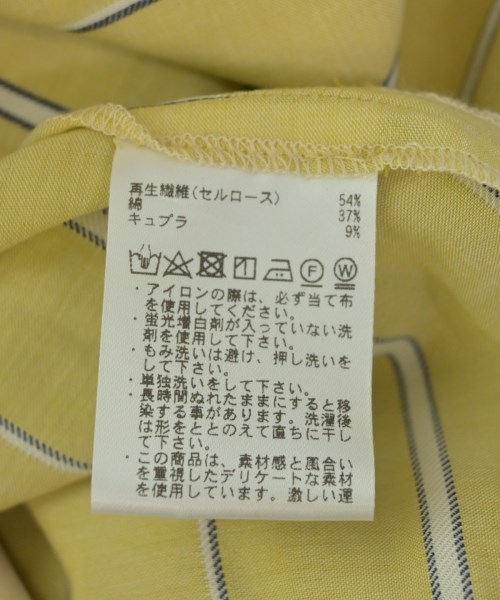 再生繊維(セルロース) 54%
綿 37%
キュプラ 9%
F W
・アイロンの際は、必ず当て布
を使用してください。
・蛍光増白剤が入っていない洗
剤を使用して下さい。
・もみ洗いは避け、押し洗いを
して下さい。
・単独洗いをして下さい。
・長時間ぬれたままにすると移
染する事があります。洗濯後
は形をととのえて直ちに干し
て下さい。
・この商品は、素材感と風合い
を重視したデリケートな素材
を使用しています。激しい運